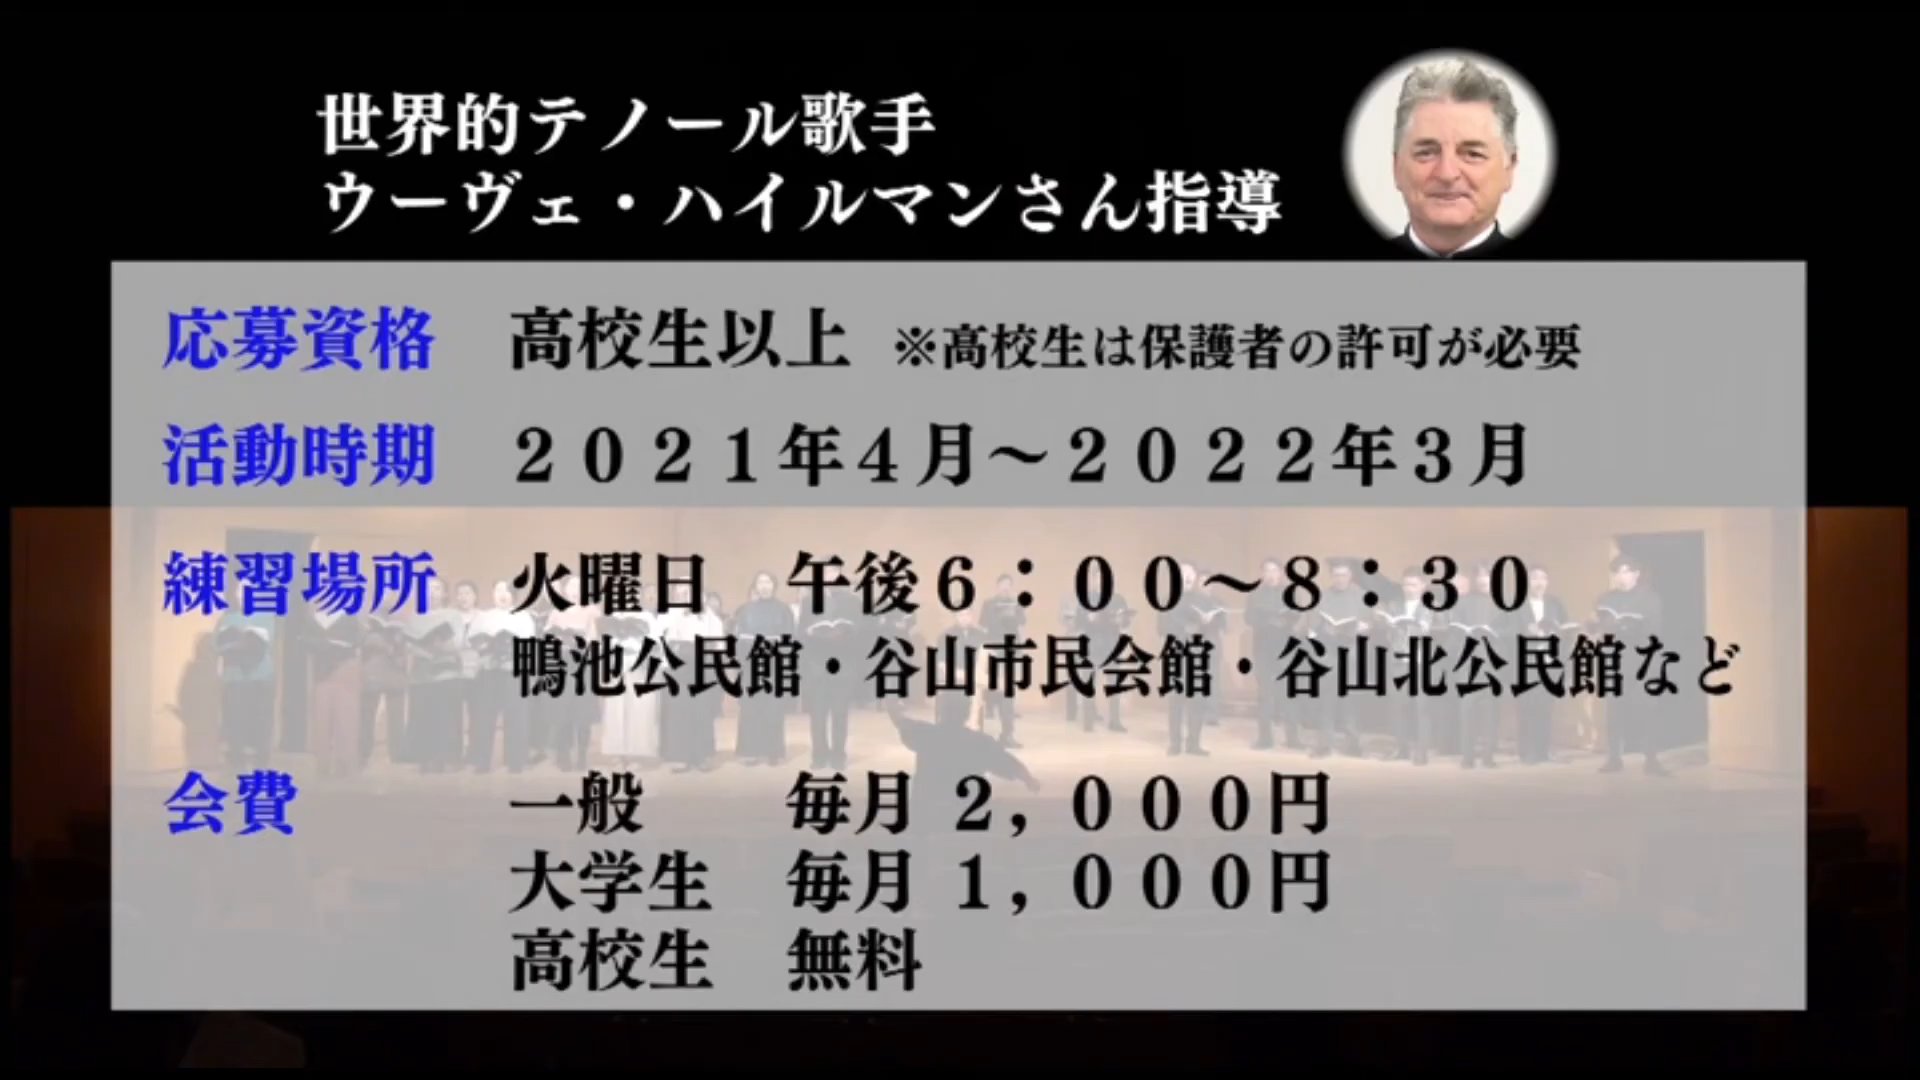 世界的テノール歌手
ウーヴェ・ハイルマンさん指導
応募資格　高校生以上　※高校生は保護者の許可が必要
活動時期　２０２１年４月～２０２２年３月
練習場所　火曜日　午後６：００～８：３０
鴨池公民館・谷山市民会館・谷山北公民館など
会費　一般　毎月 ２，０００円
大学生　毎月 １，０００円
高校生　無料